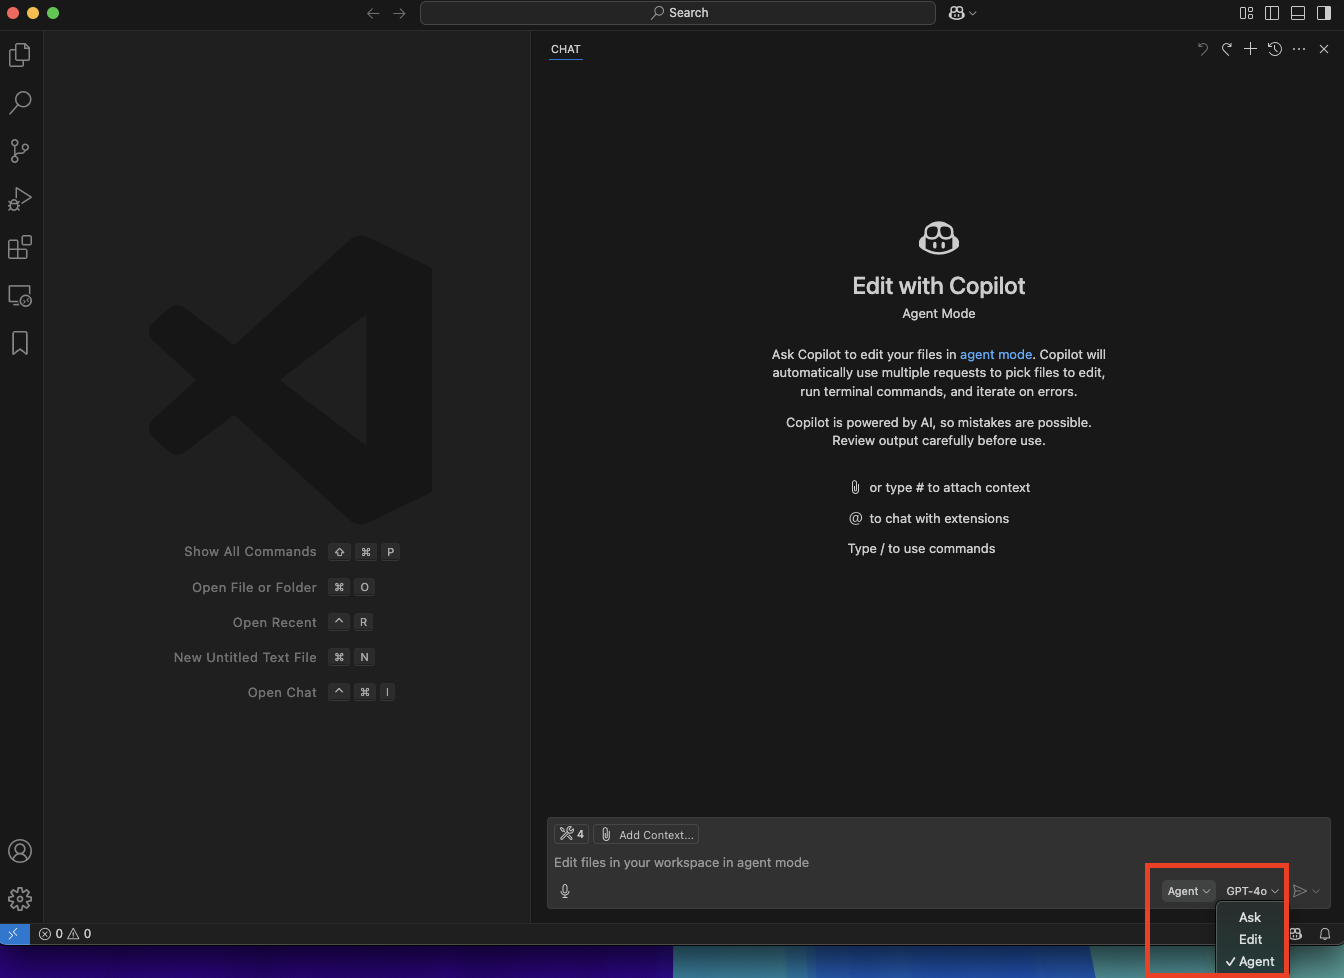 Search
CHAT
Edit with Copilot
Agent Mode
Ask Copilot to edit your files in agent mode. Copilot will
automatically use multiple requests to pick files to edit,
run terminal commands, and iterate on errors.
Copilot is powered by AI, so mistakes are possible.
Review output carefully before use.
or type # to attach context
@ to chat with extensions
Type / to use commands
Show All Commands ⇧ ⌘ P
Open File or Folder ⌘ O
Open Recent ^ R
New Untitled Text File ⌘ N
Open Chat ^ ⌘ I
4 Add Context...
Edit files in your workspace in agent mode
Agent GPT-4o
Ask
Edit
✓ Agent
0 0